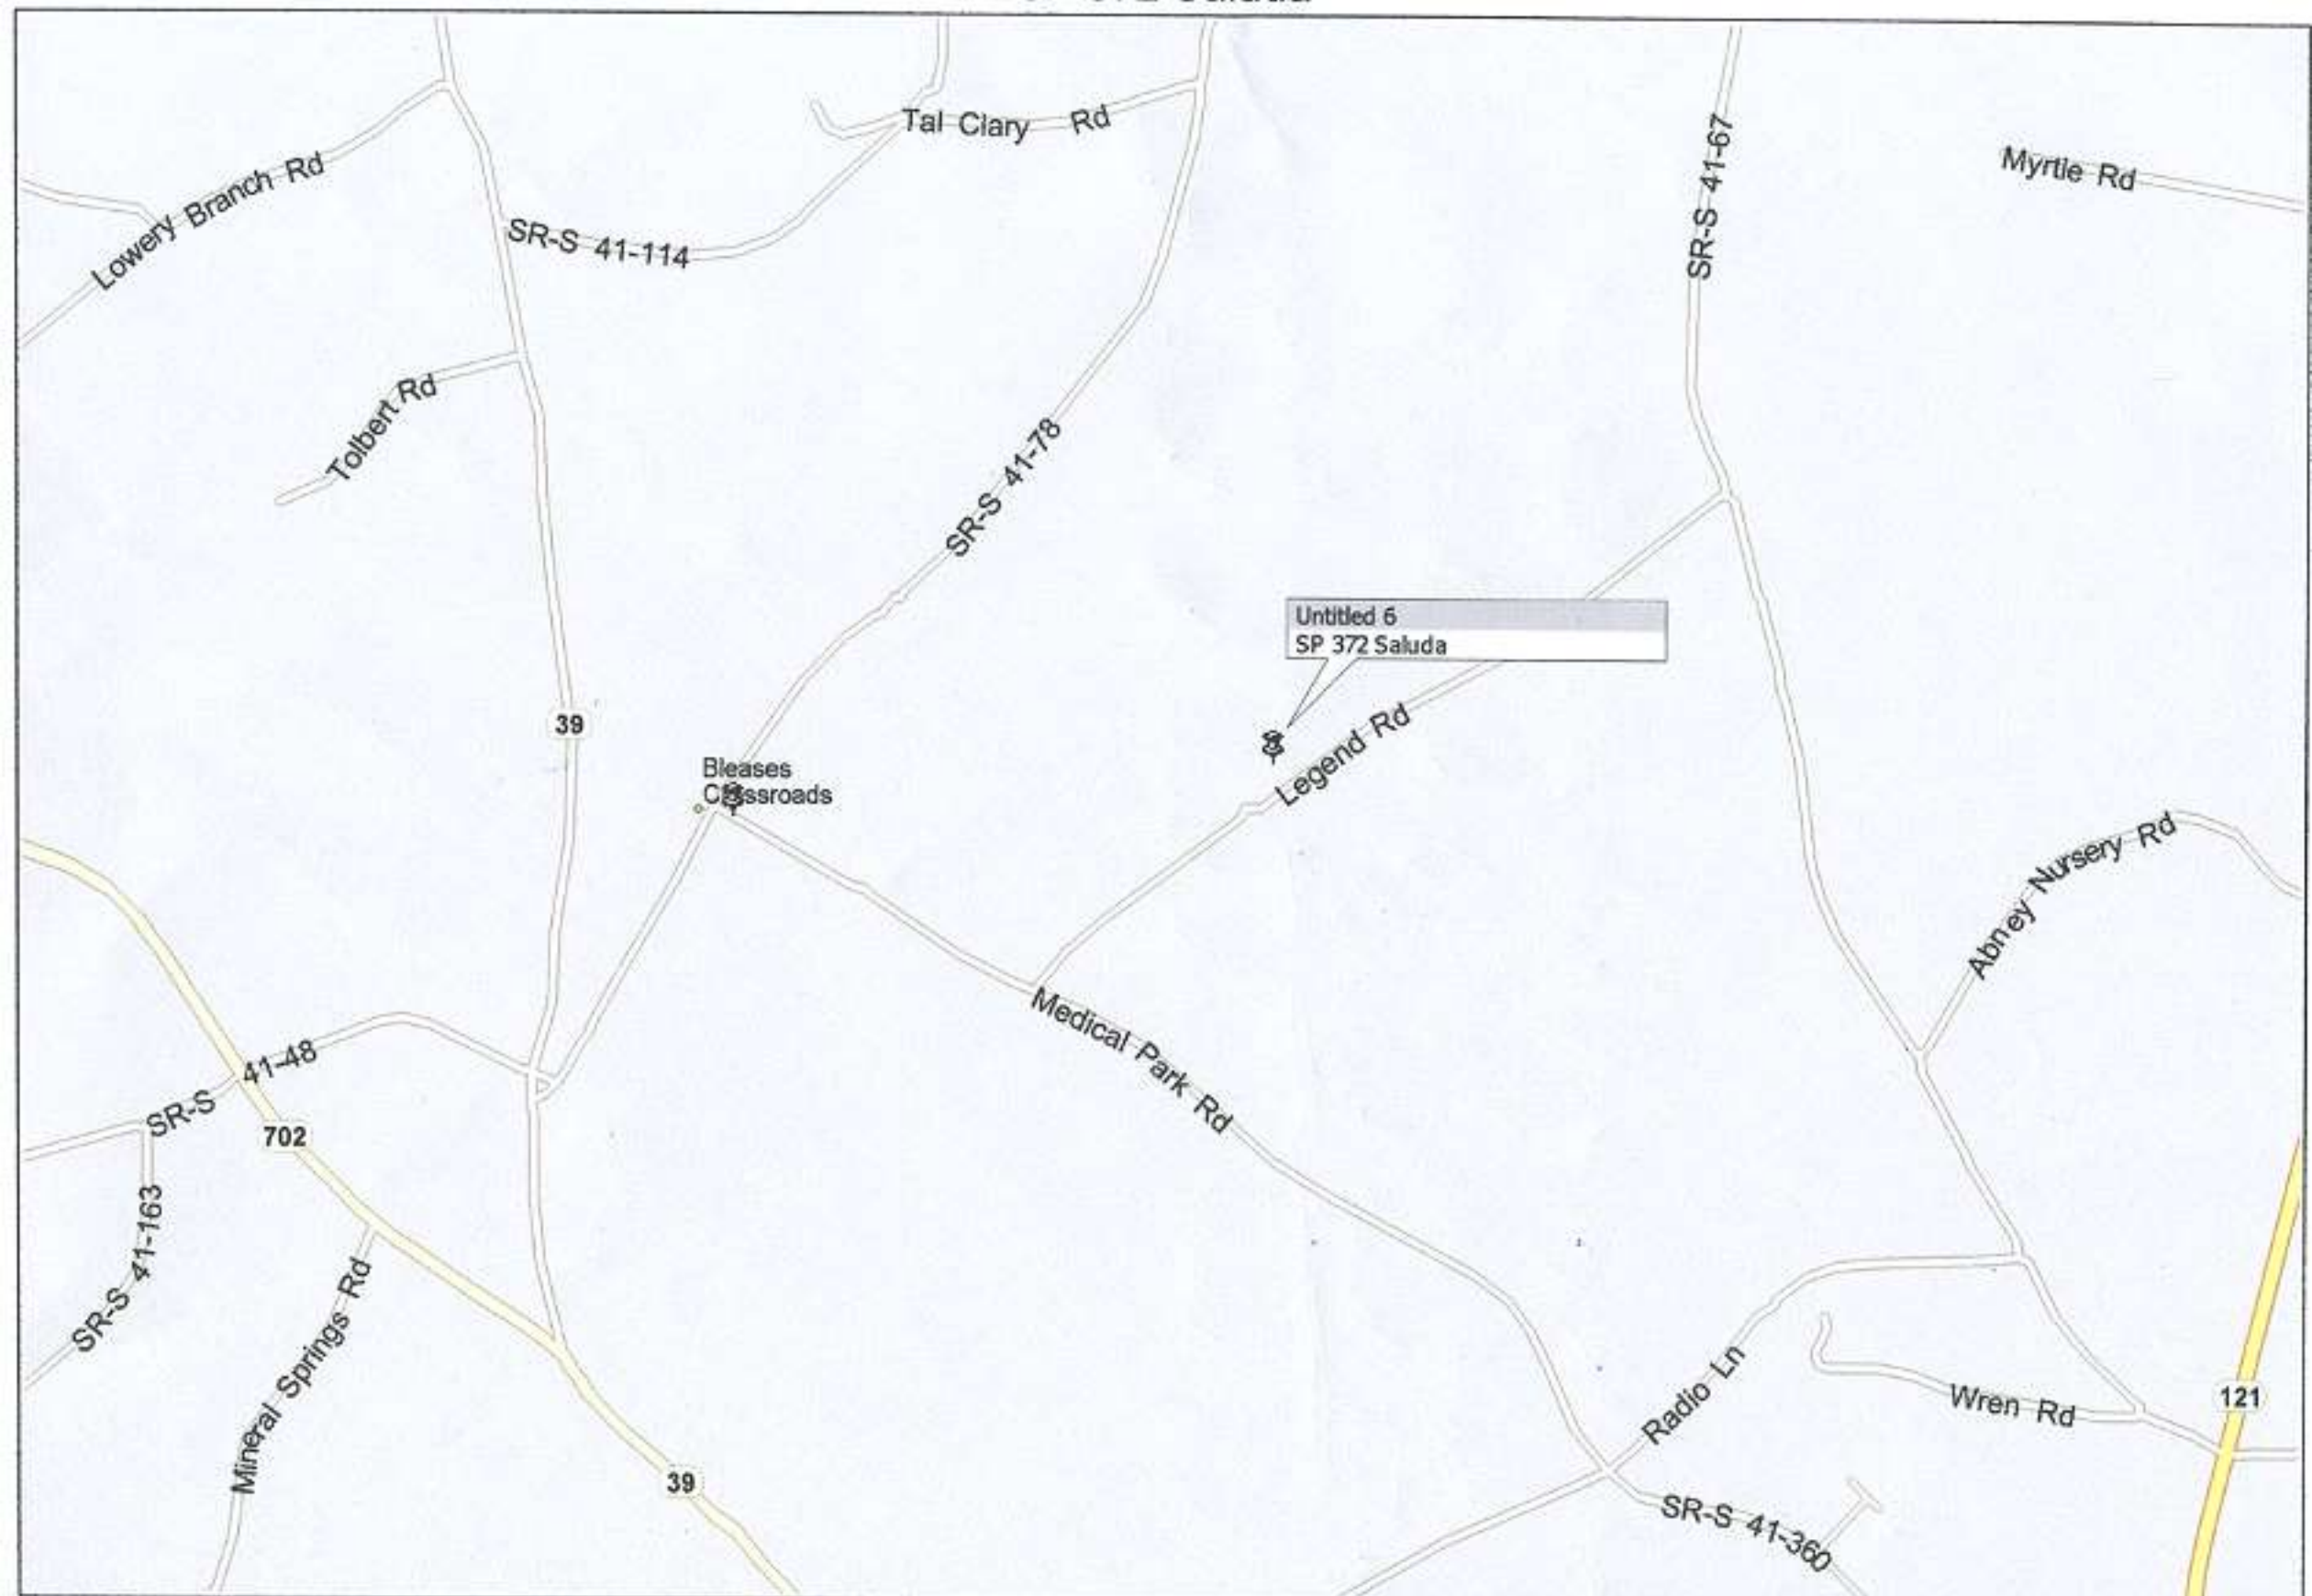 Tal Clary Rd
Lowery Branch Rd
SR-S 41-114
SR-S 41-67
Myrtle Rd
Tolbert Rd
SR-S 41-78
Untitled 6
SP 372 Saluda
39
Legend Rd
Bleases
Crossroads
Abney Nursery Rd
Medical Park Rd
SR-S 41-48
702
SR-S 41-163
Mineral Springs Rd
Radio Ln
Wren Rd
121
39
SR-S 41-360